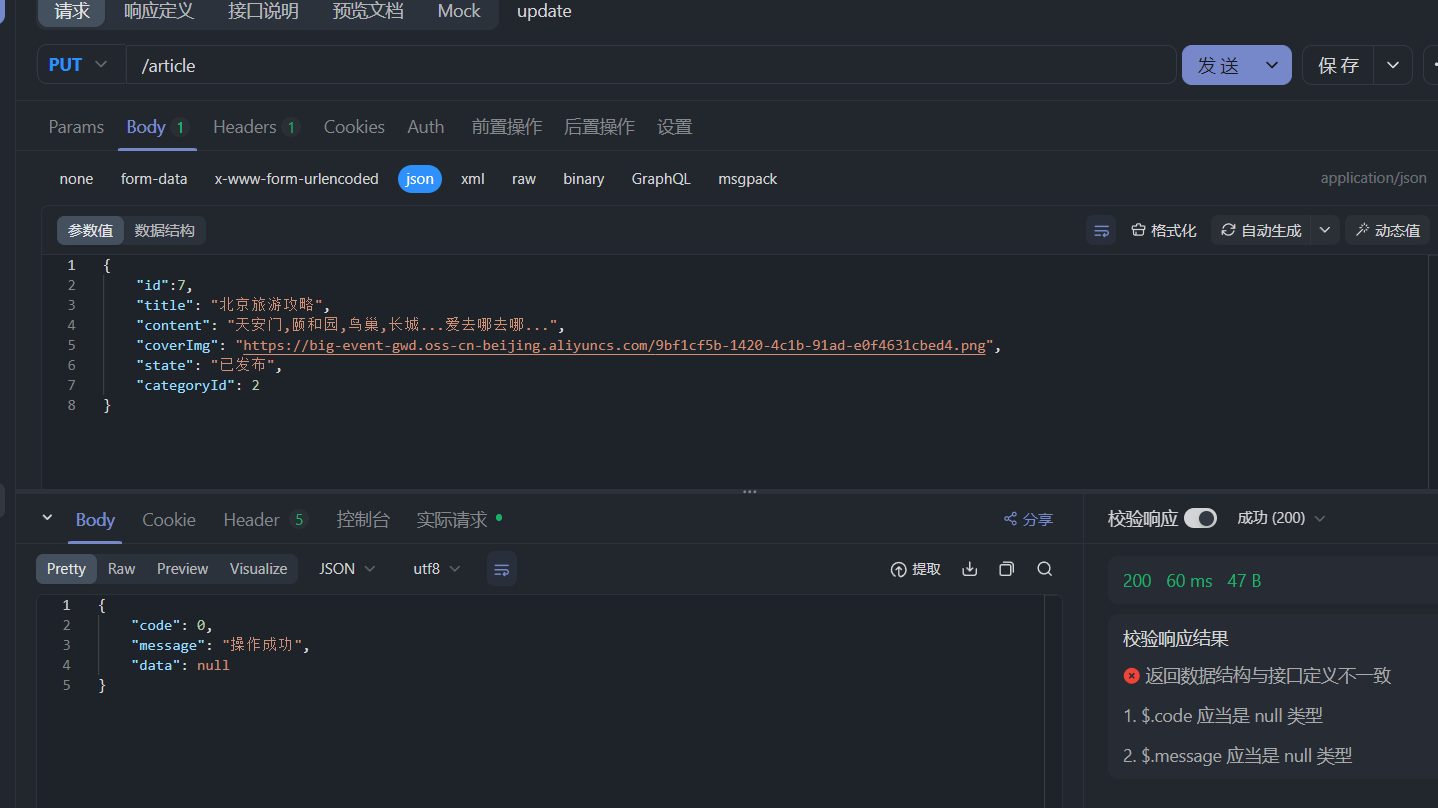 请求 响应定义 接口说明 预览文档 Mock update
PUT /article 发 送 保 存
Params Body 1 Headers 1 Cookies Auth 前置操作 后置操作 设置
none form-data x-www-form-urlencoded json xml raw binary GraphQL msgpack application/json
参数值 数据结构 格式化 自动生成 动态值
1 {
2 "id":7,
3 "title": "北京旅游攻略",
4 "content": "天安门,颐和园,鸟巢,长城...爱去哪去哪...",
5 "coverImg": "https://big-event-gwd.oss-cn-beijing.aliyuncs.com/9bf1cf5b-1420-4c1b-91ad-e0f4631cbed4.png",
6 "state": "已发布",
7 "categoryId": 2
8 }
Body Cookie Header 5 控制台 实际请求 分享
Pretty Raw Preview Visualize JSON utf8 提取
1 {
2 "code": 0,
3 "message": "操作成功",
4 "data": null
5 }
校验响应 成功 (200)
200 60 ms 47 B
校验响应结果
返回数据结构与接口定义不一致
1. $.code 应当是 null 类型
2. $.message 应当是 null 类型